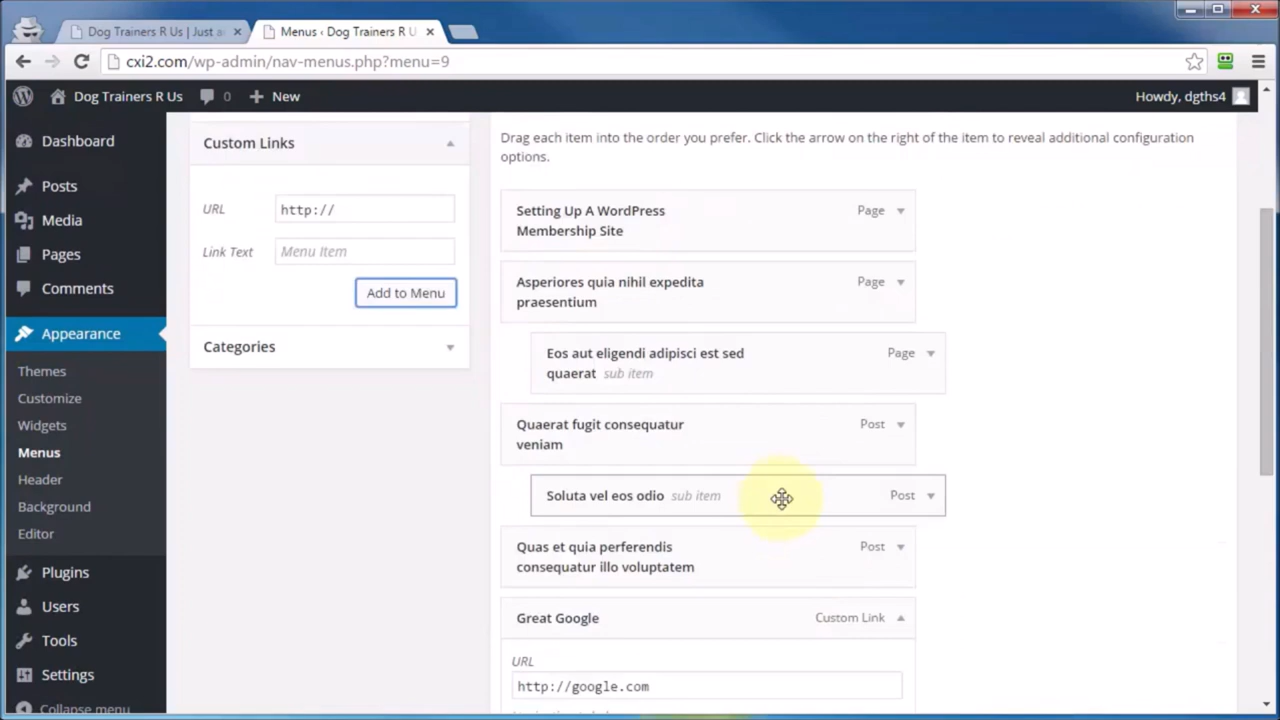 Dog Trainers R Us | Just a
Menus ‹ Dog Trainers R U
cxi2.com/wp-admin/nav-menus.php?menu=9
Dog Trainers R Us
0
New
Howdy, dgths4
Dashboard
Posts
Media
Pages
Comments
Appearance
Themes
Customize
Widgets
Menus
Header
Background
Editor
Plugins
Users
Tools
Settings
Collapse menu
Custom Links
URL http://
Link Text Menu Item
Add to Menu
Categories
Drag each item into the order you prefer. Click the arrow on the right of the item to reveal additional configuration
options.
Setting Up A WordPress Page
Membership Site
Asperiores quia nihil expedita Page
praesentium
Eos aut eligendi adipisci est sed Page
quaerat sub item
Quaerat fugit consequatur Post
veniam
Soluta vel eos odio sub item Post
Quas et quia perferendis Post
consequatur illo voluptatem
Great Google Custom Link
URL
http://google.com